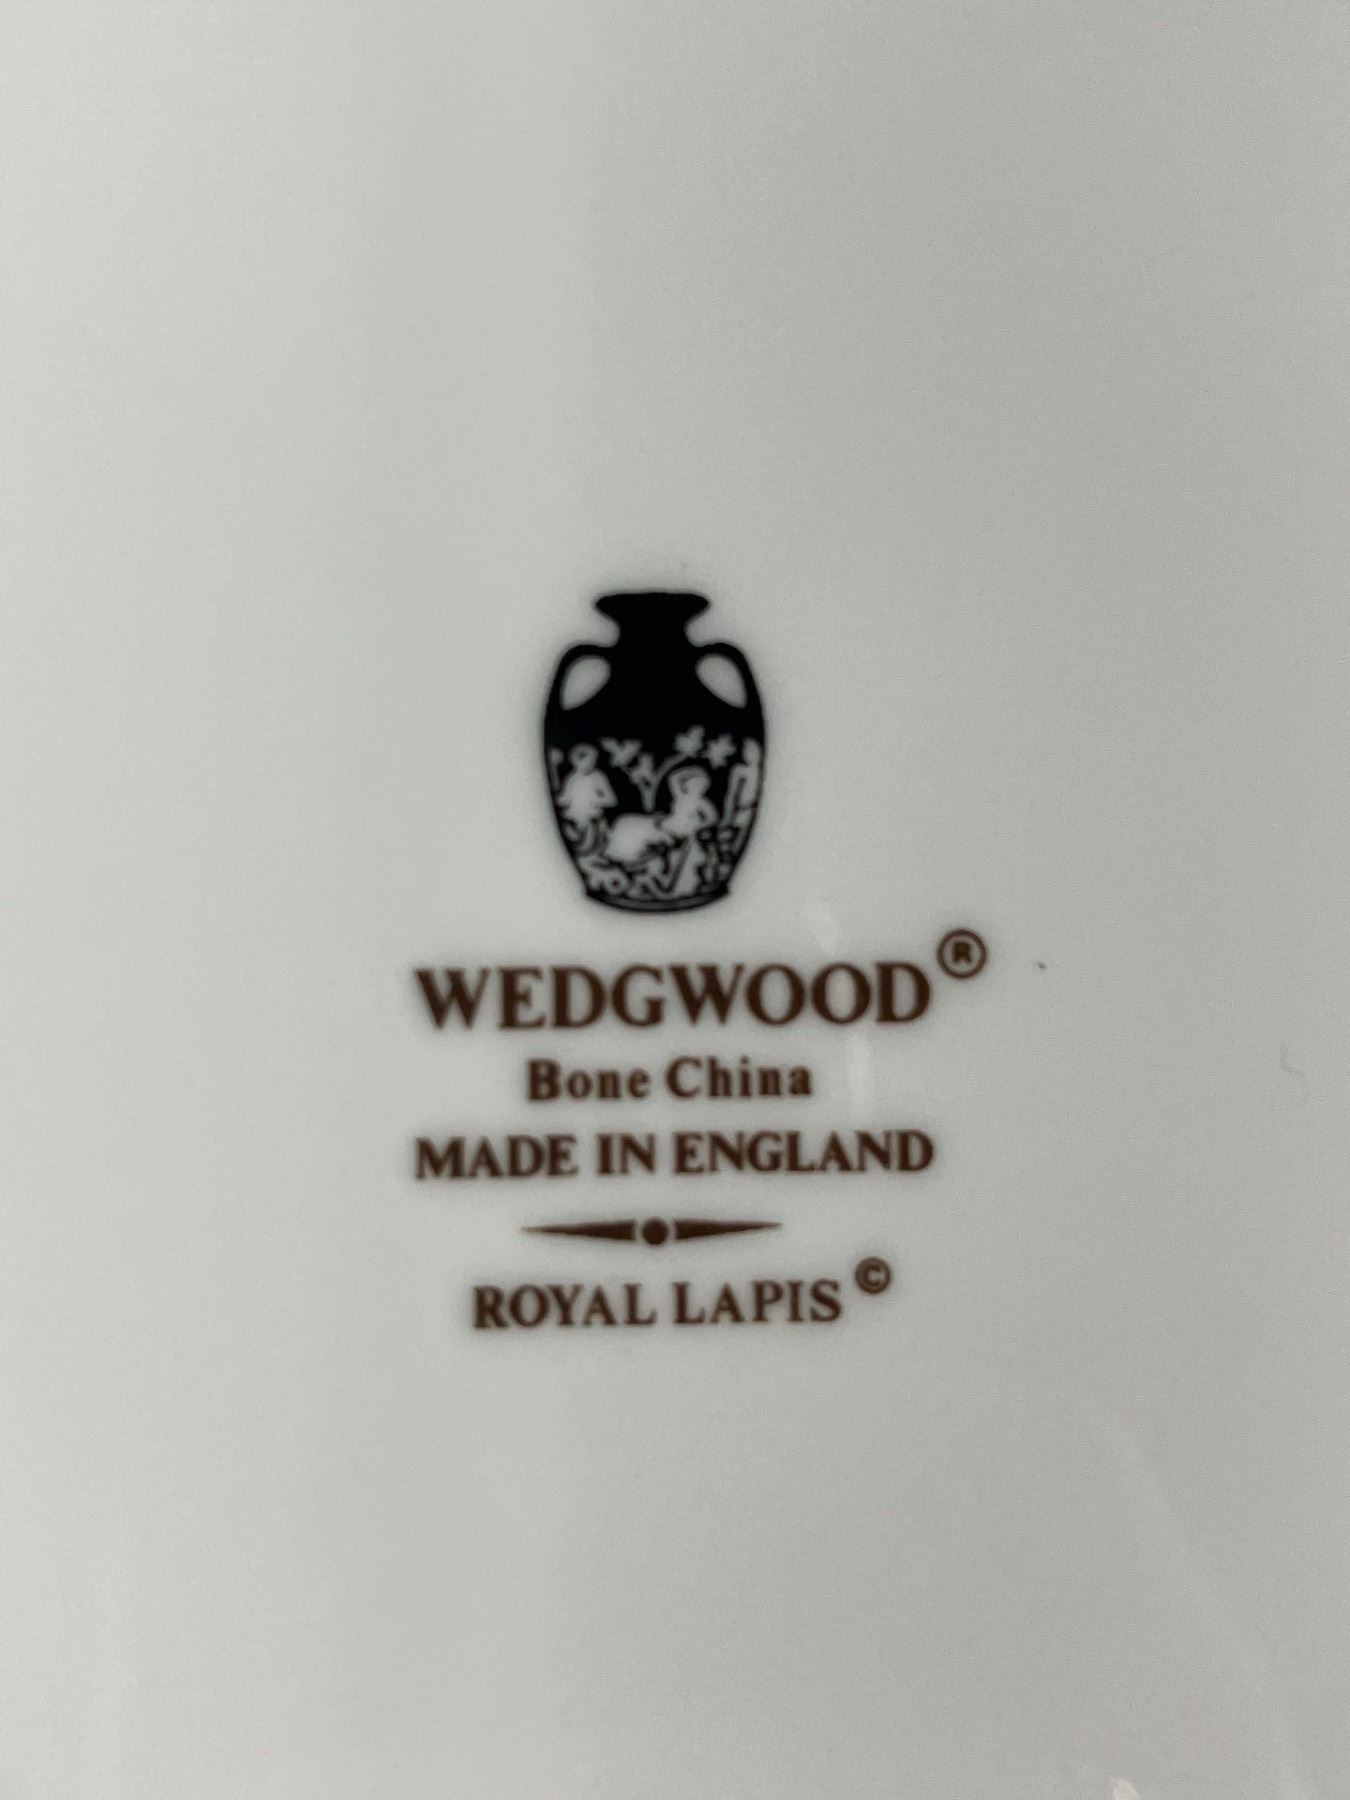 WEDGWOOD®
Bone China
MADE IN ENGLAND
ROYAL LAPIS©